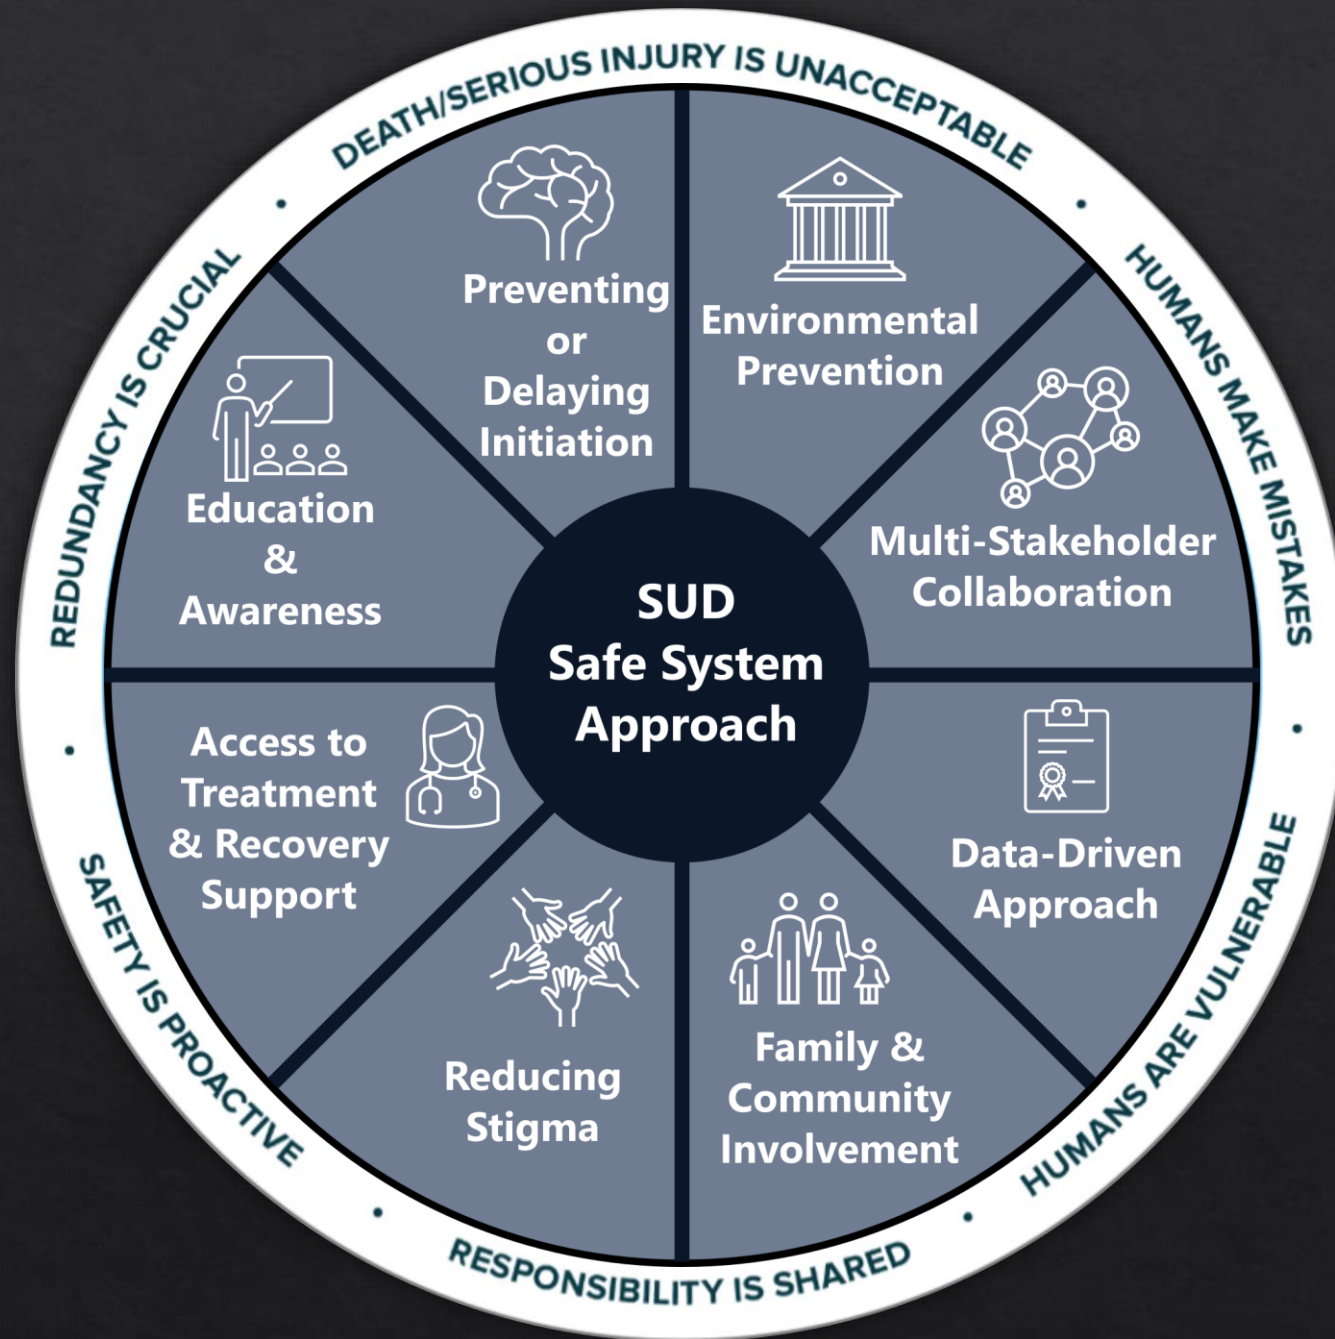 DEATH/SERIOUS INJURY IS UNACCEPTABLE
HUMANS MAKE MISTAKES
HUMANS ARE VULNERABLE
RESPONSIBILITY IS SHARED
SAFETY IS PROACTIVE
REDUNDANCY IS CRUCIAL
Preventing
or
Delaying
Initiation
Environmental
Prevention
Multi-Stakeholder
Collaboration
Data-Driven
Approach
Family &
Community
Involvement
Reducing
Stigma
Access to
Treatment
& Recovery
Support
Education
&
Awareness
SUD
Safe System
Approach